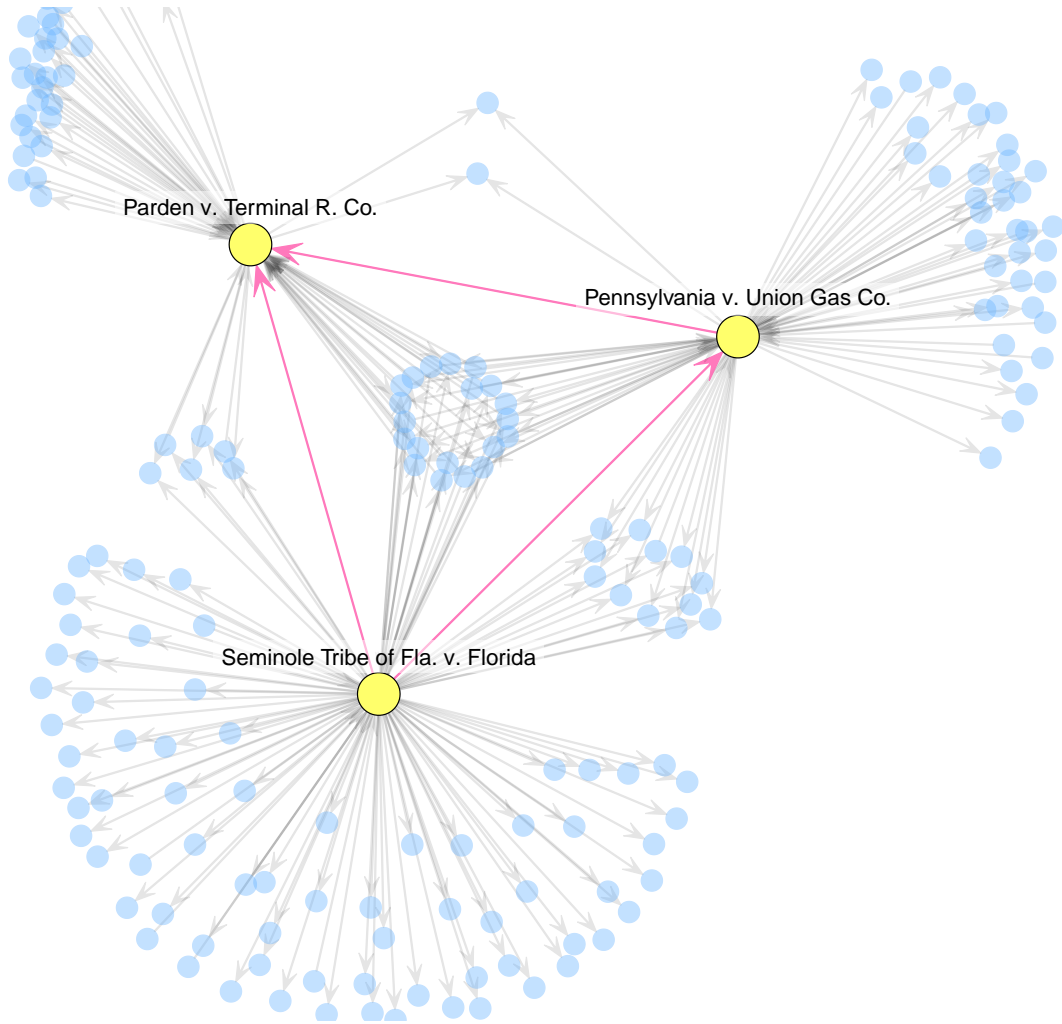 Parden v. Terminal R. Co.
Pennsylvania v. Union Gas Co.
Seminole Tribe of Fla. v. Florida